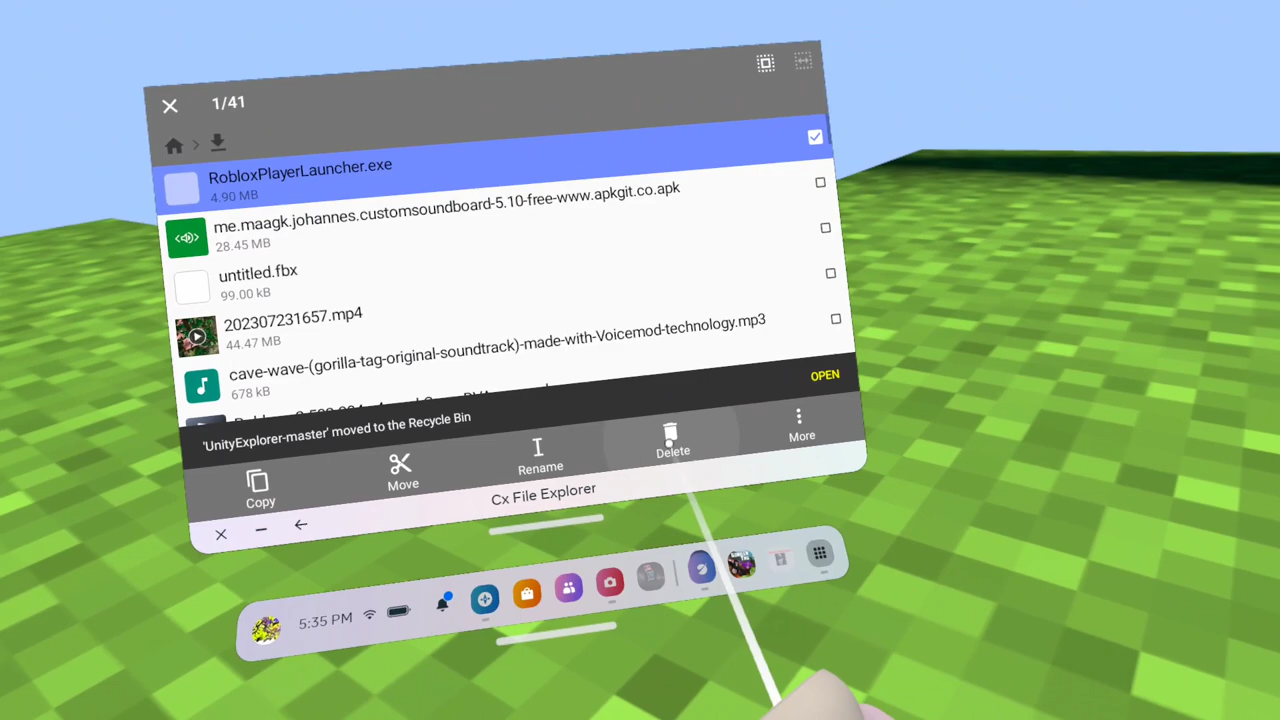 1/41
RobloxPlayerLauncher.exe
4.90 MB
me.maagk.johannes.customsoundboard-5.10-free-www.apkgit.co.apk
28.45 MB
untitled.fbx
99.00 kB
202307231657.mp4
44.47 MB
cave-wave-(gorilla-tag-original-soundtrack)-made-with-Voicemod-technology.mp3
678 kB
'UnityExplorer-master' moved to the Recycle Bin
OPEN
Copy
Move
Rename
Delete
More
Cx File Explorer
5:35 PM